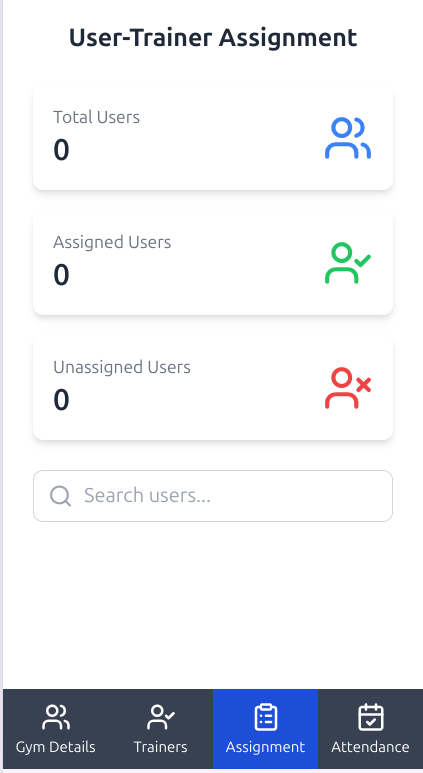 User-Trainer Assignment
Total Users
0
Assigned Users
0
Unassigned Users
0
Search users...
Gym Details Trainers Assignment Attendance